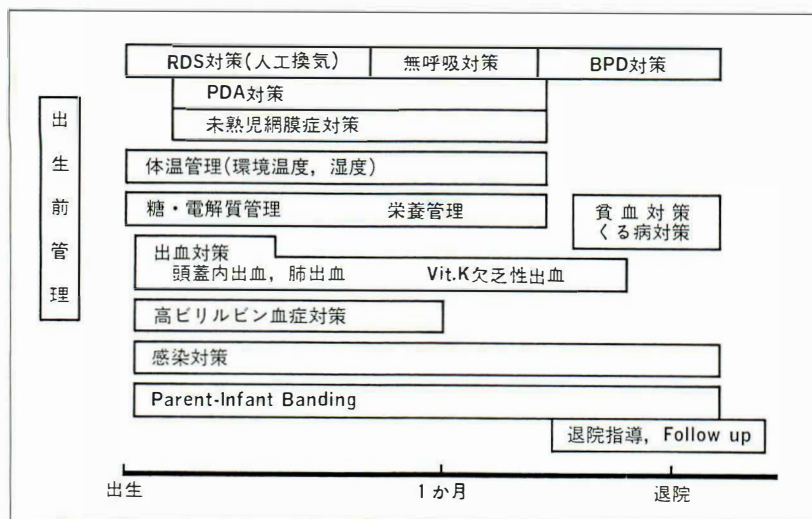 出生前管理
RDS対策(人工換気)
無呼吸対策
BPD対策
PDA対策
未熟児網膜症対策
体温管理(環境温度，湿度)
糖・電解質管理
栄養管理
貧血対策
くる病対策
出血対策
頭蓋内出血，肺出血
Vit.K欠乏性出血
高ビリルビン血症対策
感染対策
Parent-Infant Banding
退院指導，Follow up
出生
1か月
退院